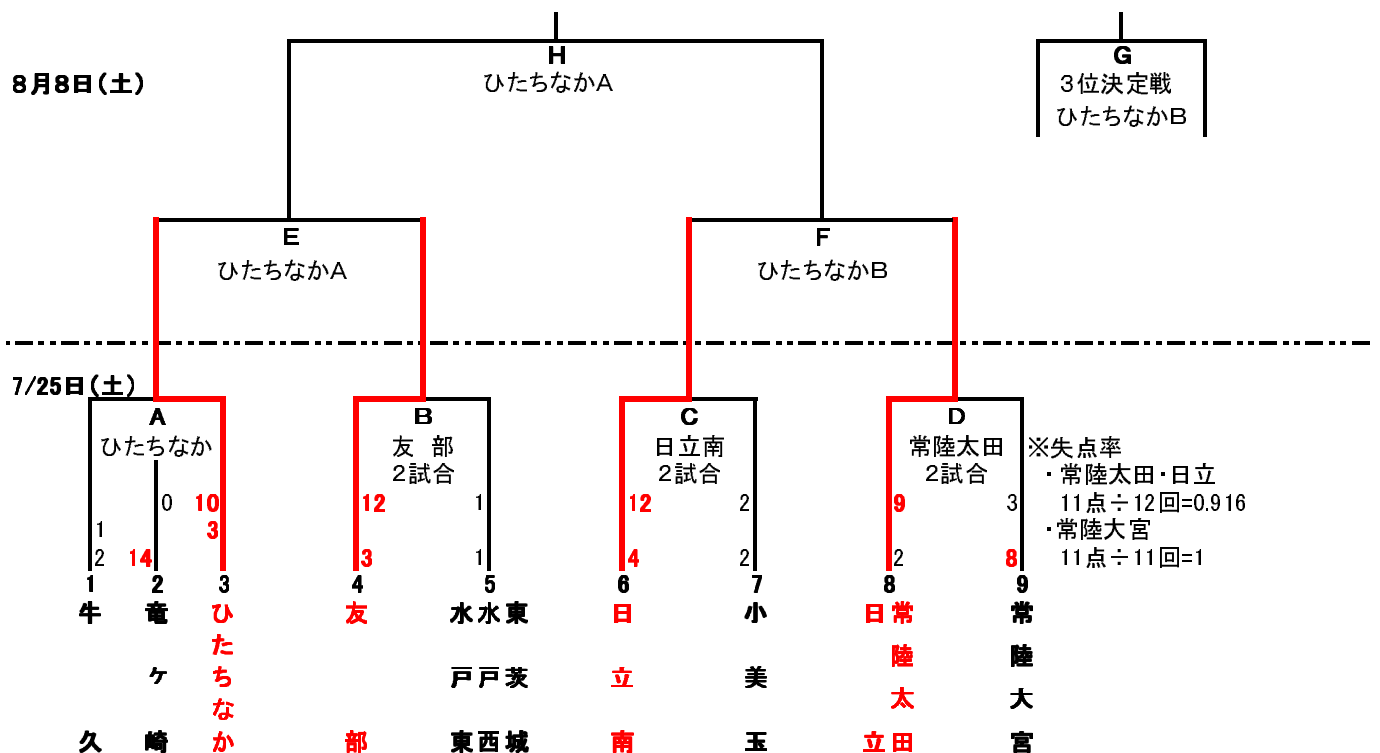 H
G
8月8日(土)
ひたちなかA
3位決定戦
ひたちなかB
E
F
ひたちなかA
ひたちなかB
7/25日(土)
A
B
C
D
ひたちなか
友 部
2試合
日立南
2試合
常陸太田
2試合
※失点率
・常陸太田・日立
11点÷12回=0.916
・常陸大宮
11点÷11回=1
0 10 12 1 12 2 9 3
1 3
2 14 3 1 4 2 2 8
1 2 3 4 5 6 7 8 9
牛久
竜ヶ崎
ひたちなか
友部
水戸東
水戸西
東茨城
日立南
小美玉
日立
常陸太田
常陸大宮